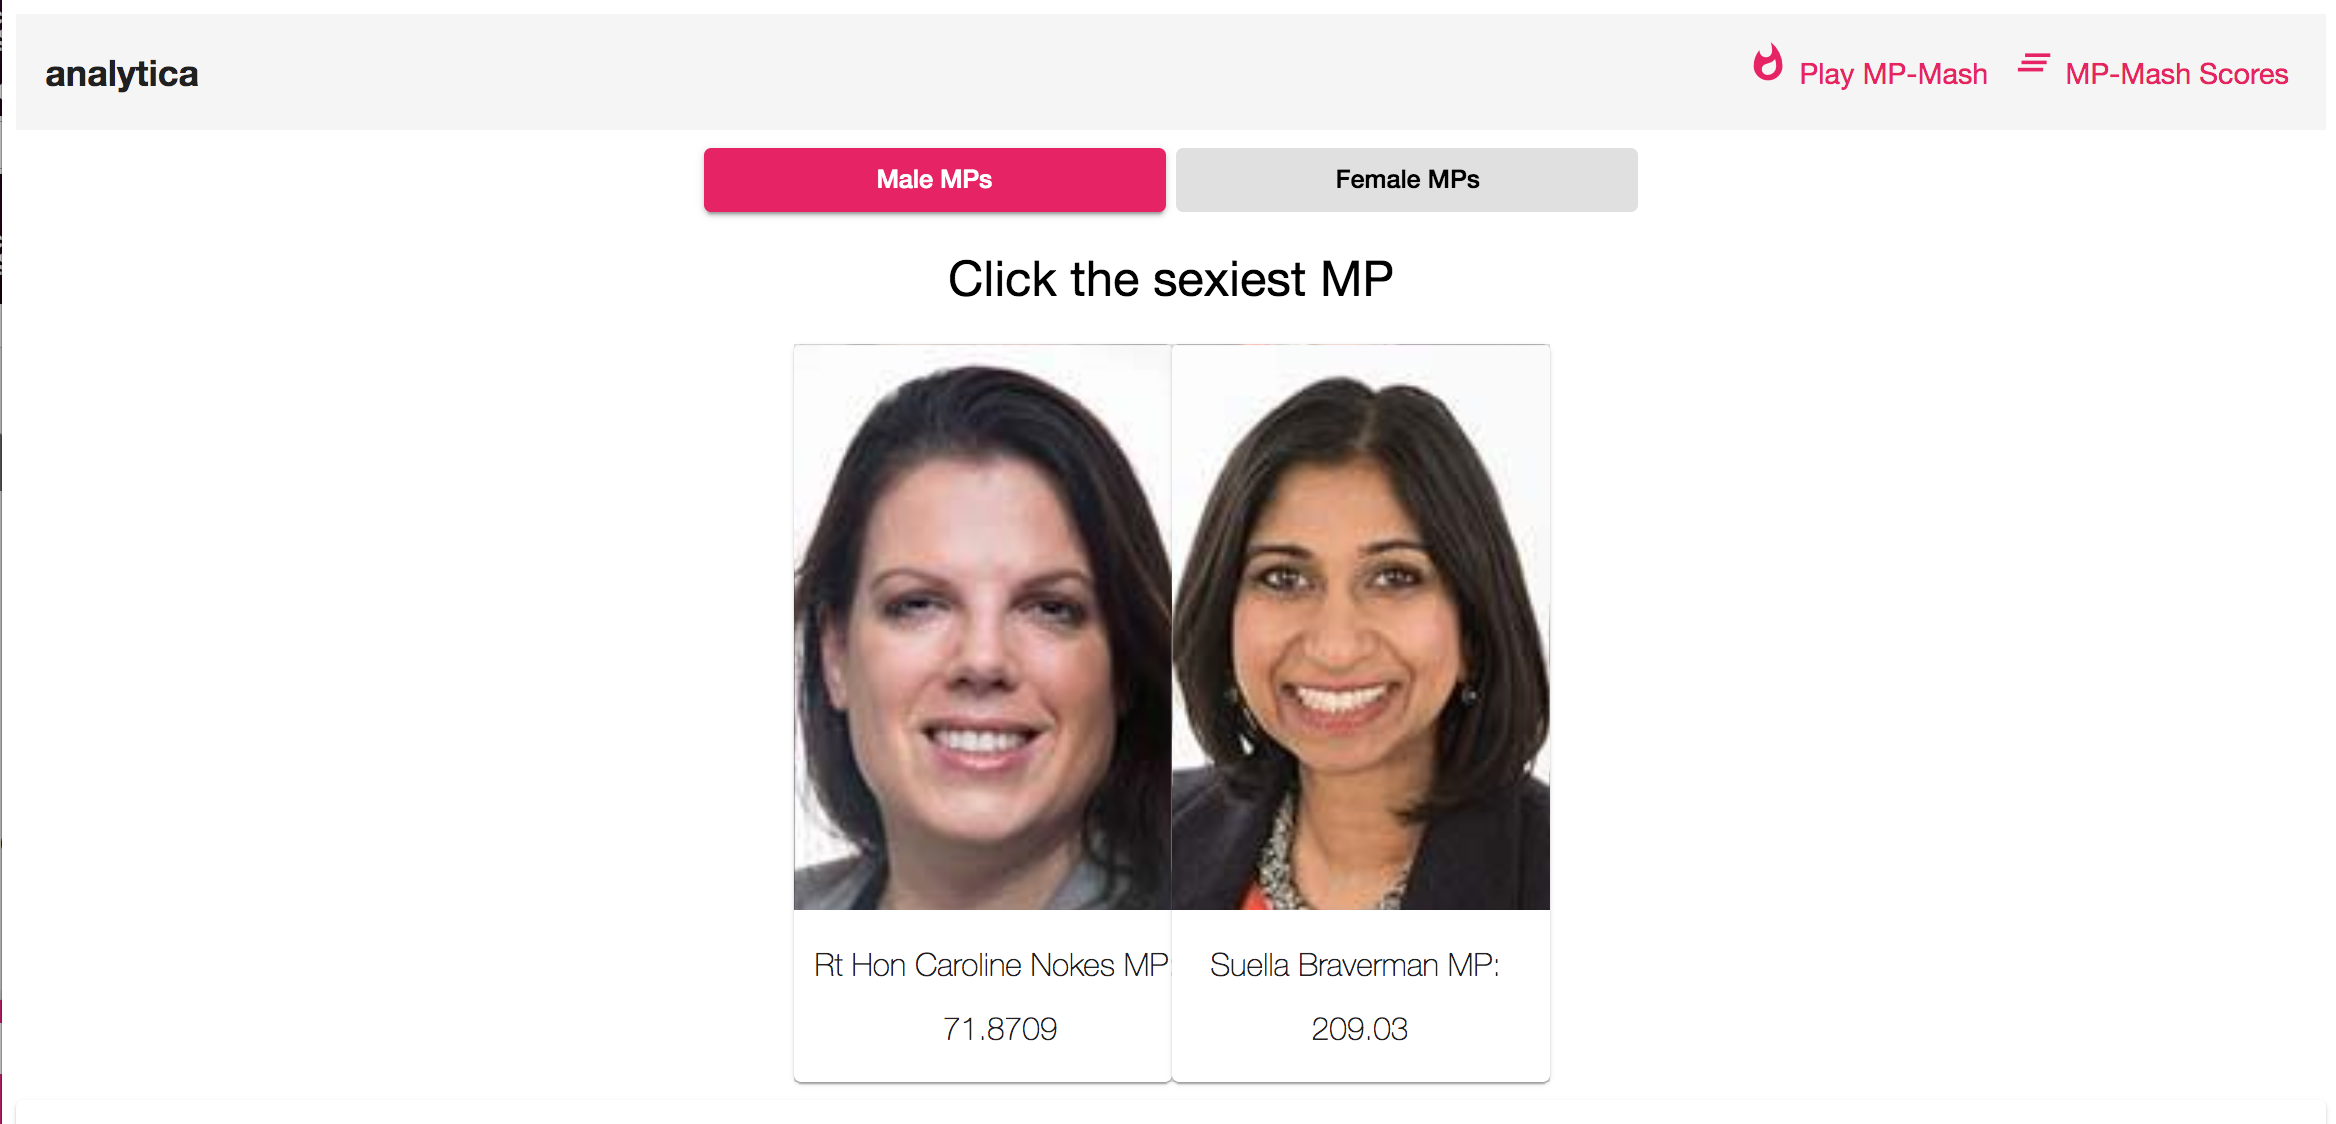 analytica
Play MP-Mash
MP-Mash Scores
Male MPs
Female MPs
Click the sexiest MP
Rt Hon Caroline Nokes MP
Suella Braverman MP:
71.8709
209.03